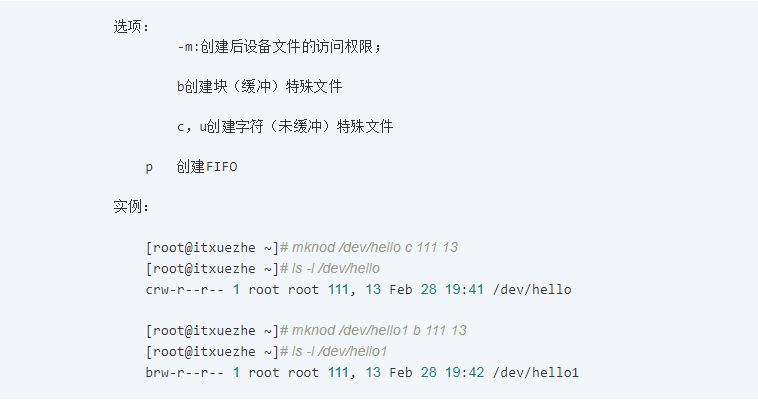 选项：
-m:创建后设备文件的访问权限；
b创建块（缓冲）特殊文件
c，u创建字符（未缓冲）特殊文件
p 创建FIFO
实例：
[root@itxuezhe ~]# mknod /dev/hello c 111 13
[root@itxuezhe ~]# ls -l /dev/hello
crw-r--r-- 1 root root 111, 13 Feb 28 19:41 /dev/hello
[root@itxuezhe ~]# mknod /dev/hello1 b 111 13
[root@itxuezhe ~]# ls -l /dev/hello1
brw-r--r-- 1 root root 111, 13 Feb 28 19:42 /dev/hello1